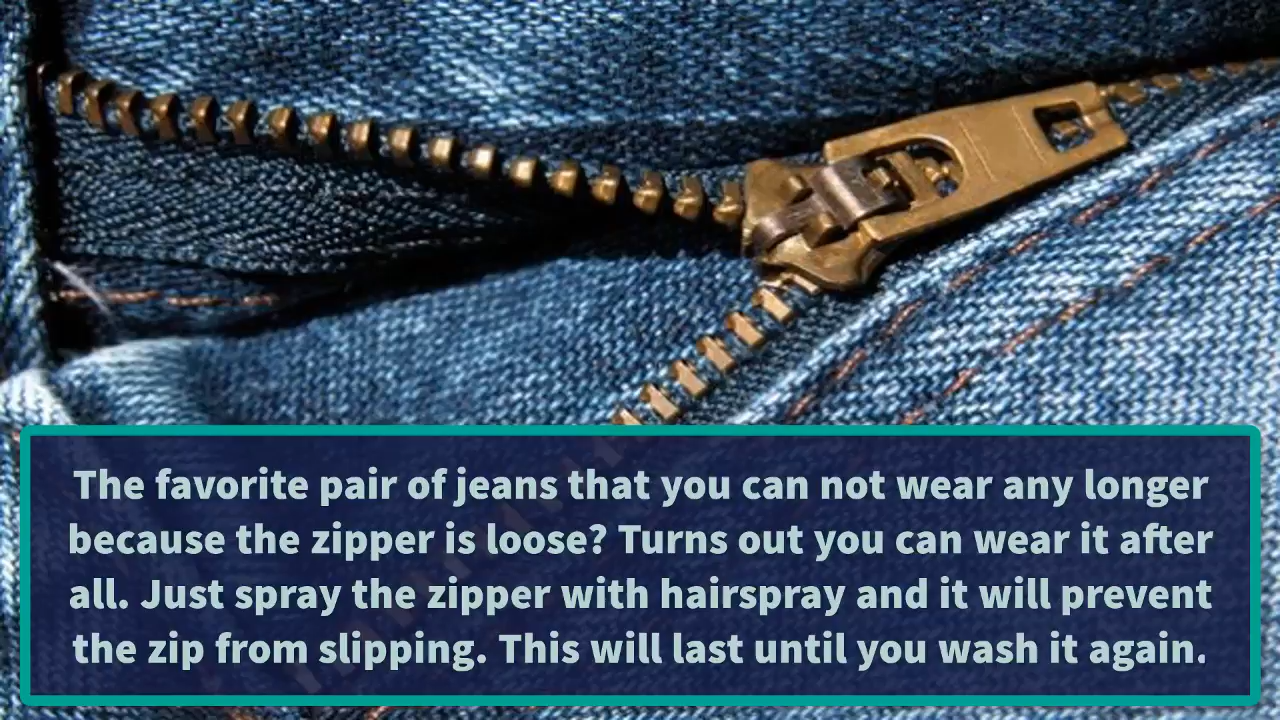 The favorite pair of jeans that you can not wear any longer
because the zipper is loose? Turns out you can wear it after
all. Just spray the zipper with hairspray and it will prevent
the zip from slipping. This will last until you wash it again.